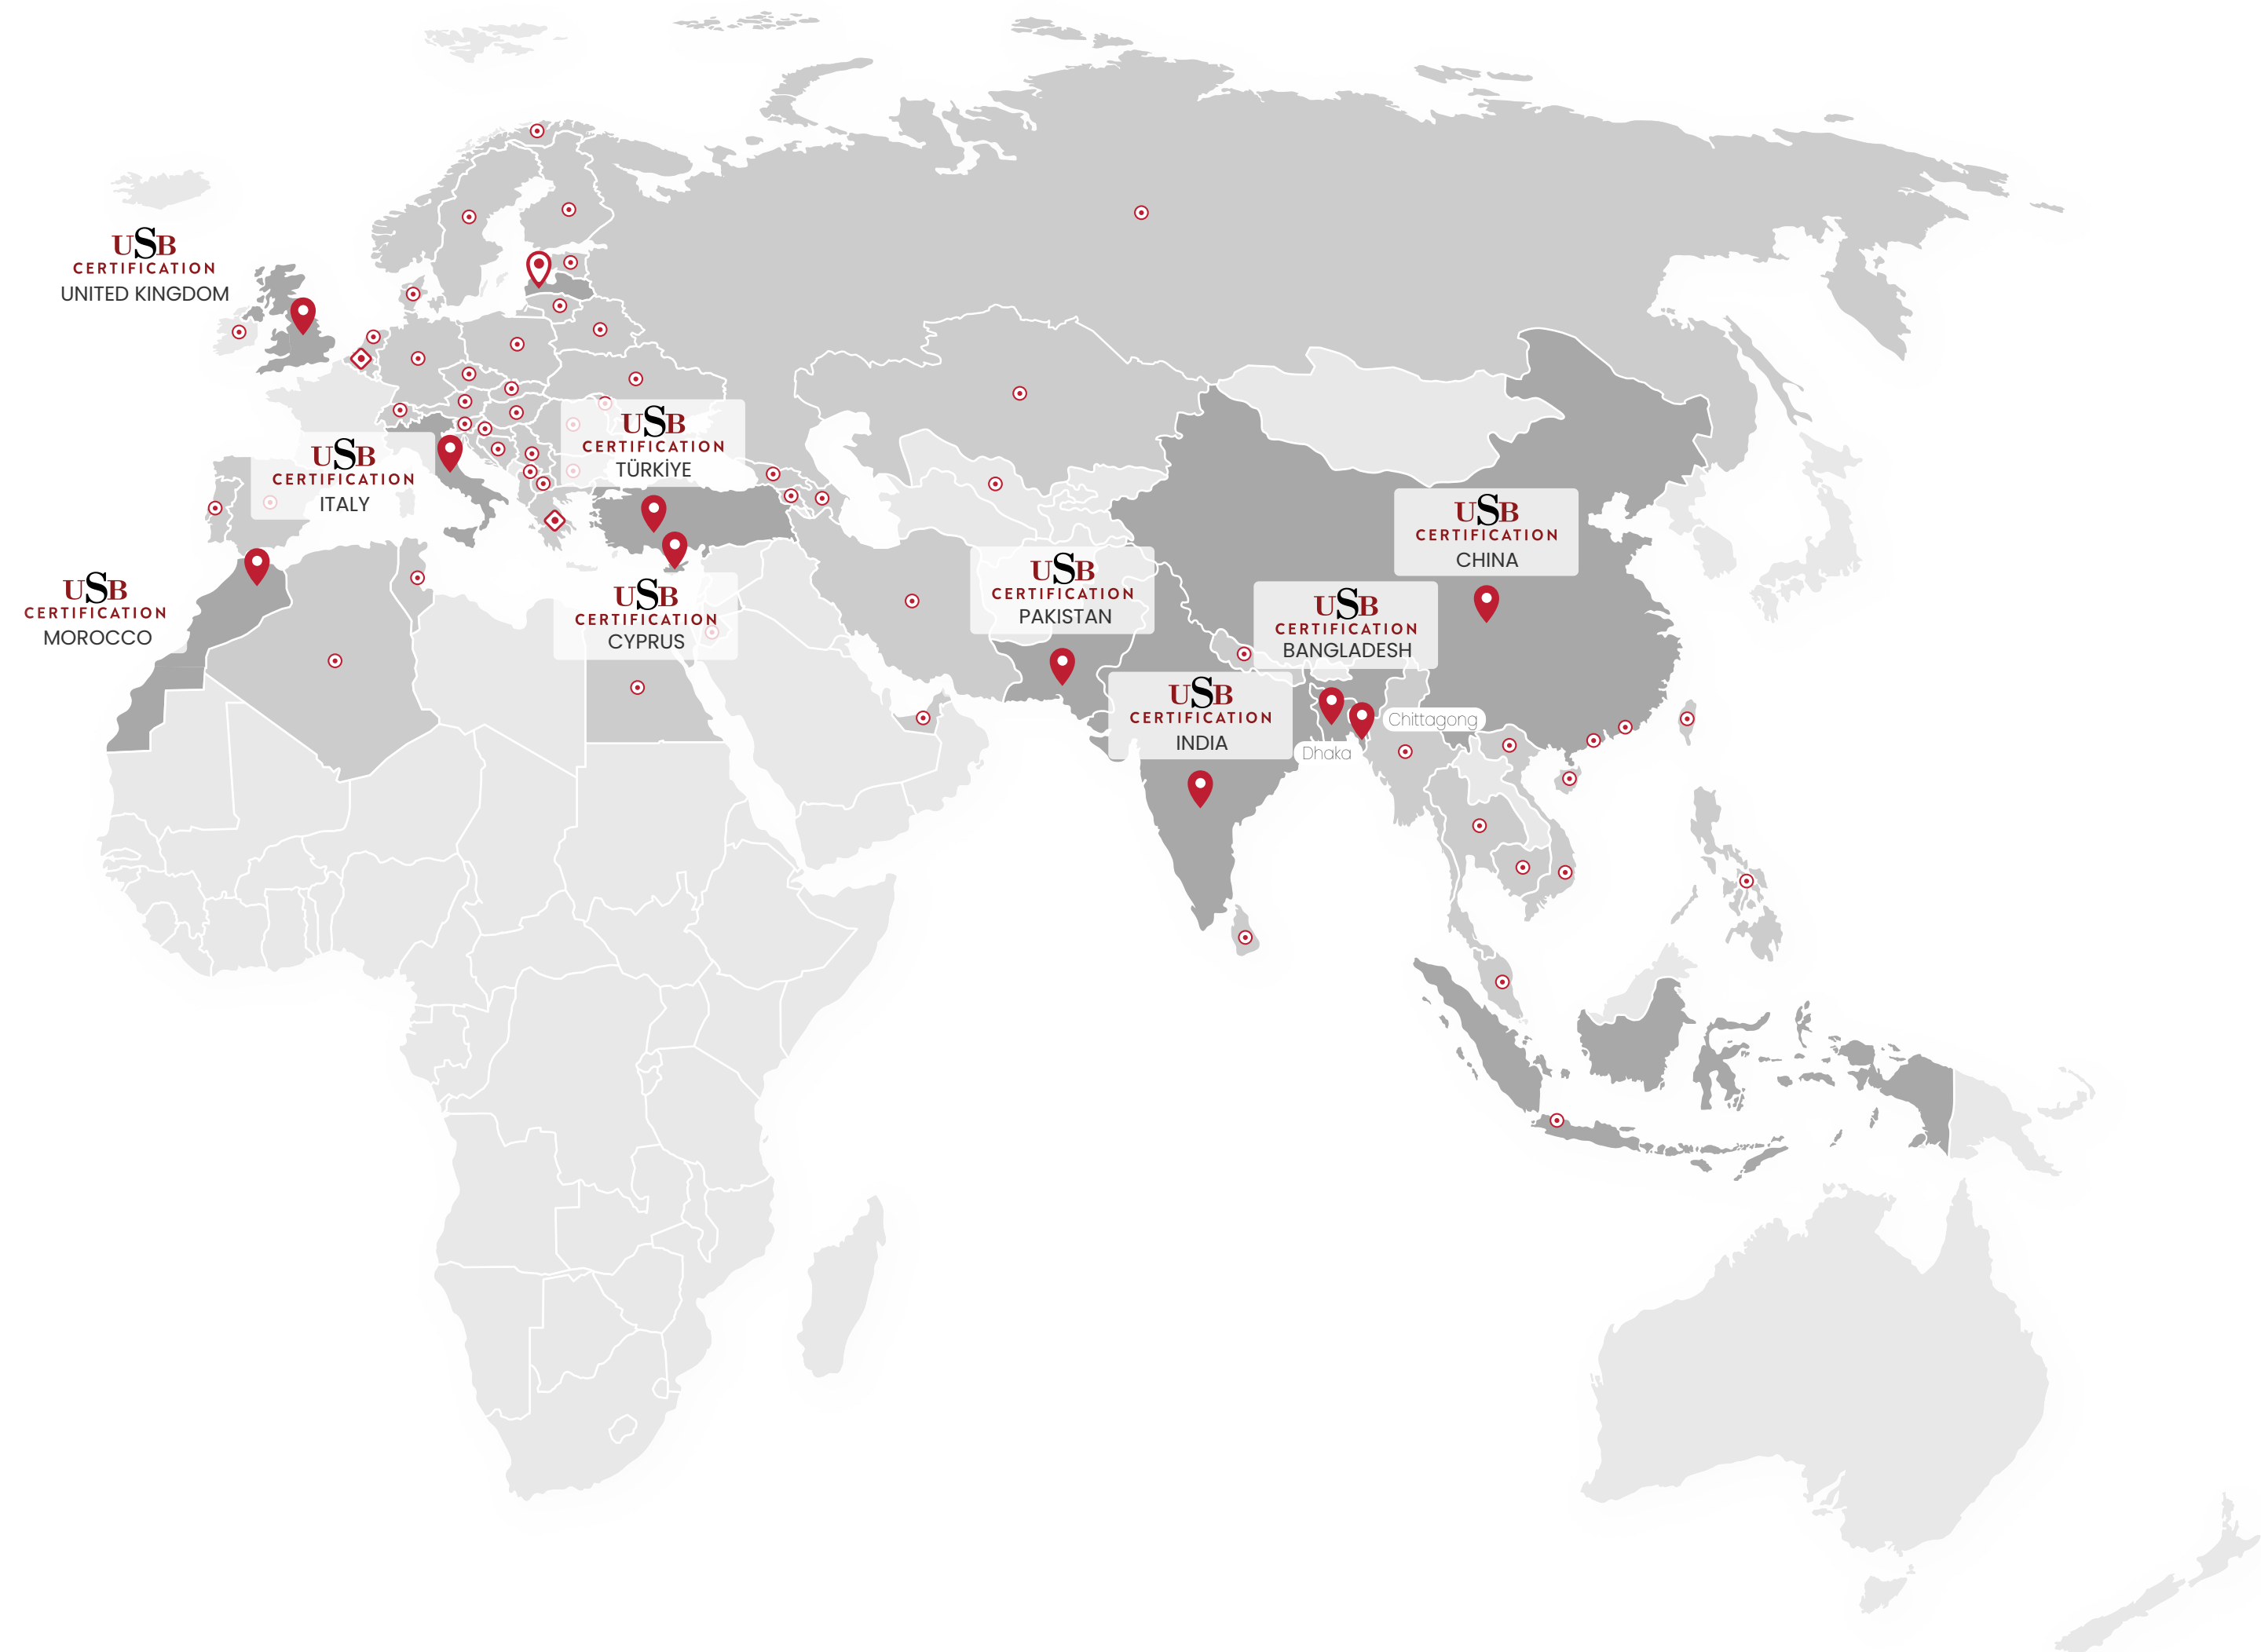 USB
CERTIFICATION
UNITED KINGDOM
USB
CERTIFICATION
TÜRKİYE
USB
CERTIFICATION
ITALY
USB
CERTIFICATION
CHINA
USB
CERTIFICATION
PAKISTAN
USB
CERTIFICATION
MOROCCO
USB
CERTIFICATION
CYPRUS
USB
CERTIFICATION
BANGLADESH
USB
CERTIFICATION
INDIA
Chittagong
Dhaka